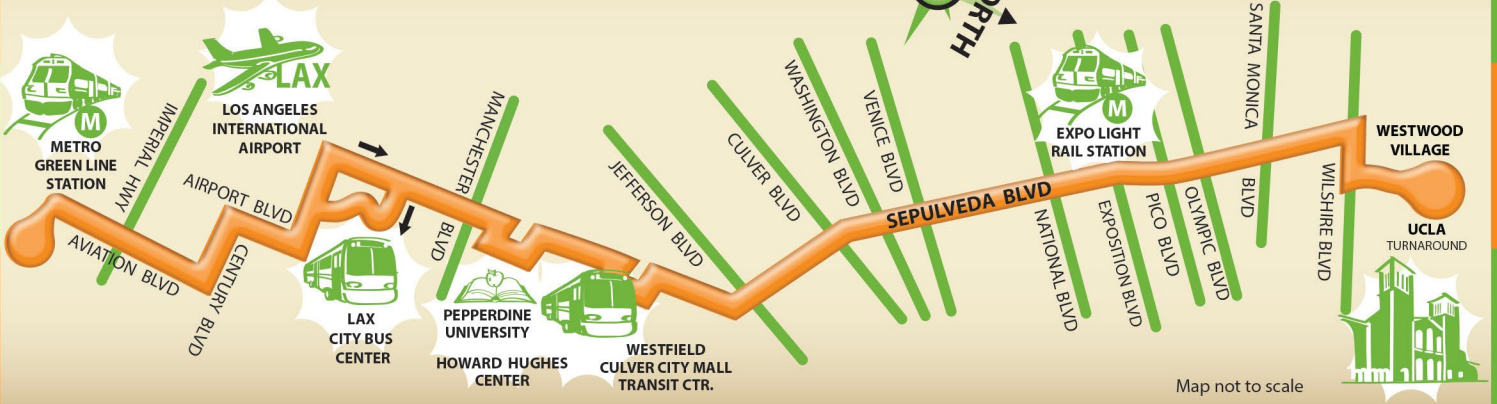 METRO
GREEN LINE
STATION
M
IMPERIAL HWY
AVIATION BLVD
LAX
LOS ANGELES
INTERNATIONAL
AIRPORT
AIRPORT BLVD
CENTURY BLVD
LAX
CITY BUS
CENTER
MANCHESTER
BLVD
PEPPERDINE
UNIVERSITY
HOWARD HUGHES
CENTER
WESTFIELD
CULVER CITY MALL
TRANSIT CTR.
JEFFERSON BLVD
CULVER BLVD
WASHINGTON BLVD
VENICE BLVD
SEPULVEDA BLVD
NATIONAL BLVD
M
EXPO LIGHT
RAIL STATION
EXPOSITION BLVD
PICO BLVD
OLYMPIC BLVD
SANTA MONICA
BLVD
WILSHIRE BLVD
WESTWOOD
VILLAGE
UCLA
TURNAROUND
Map not to scale